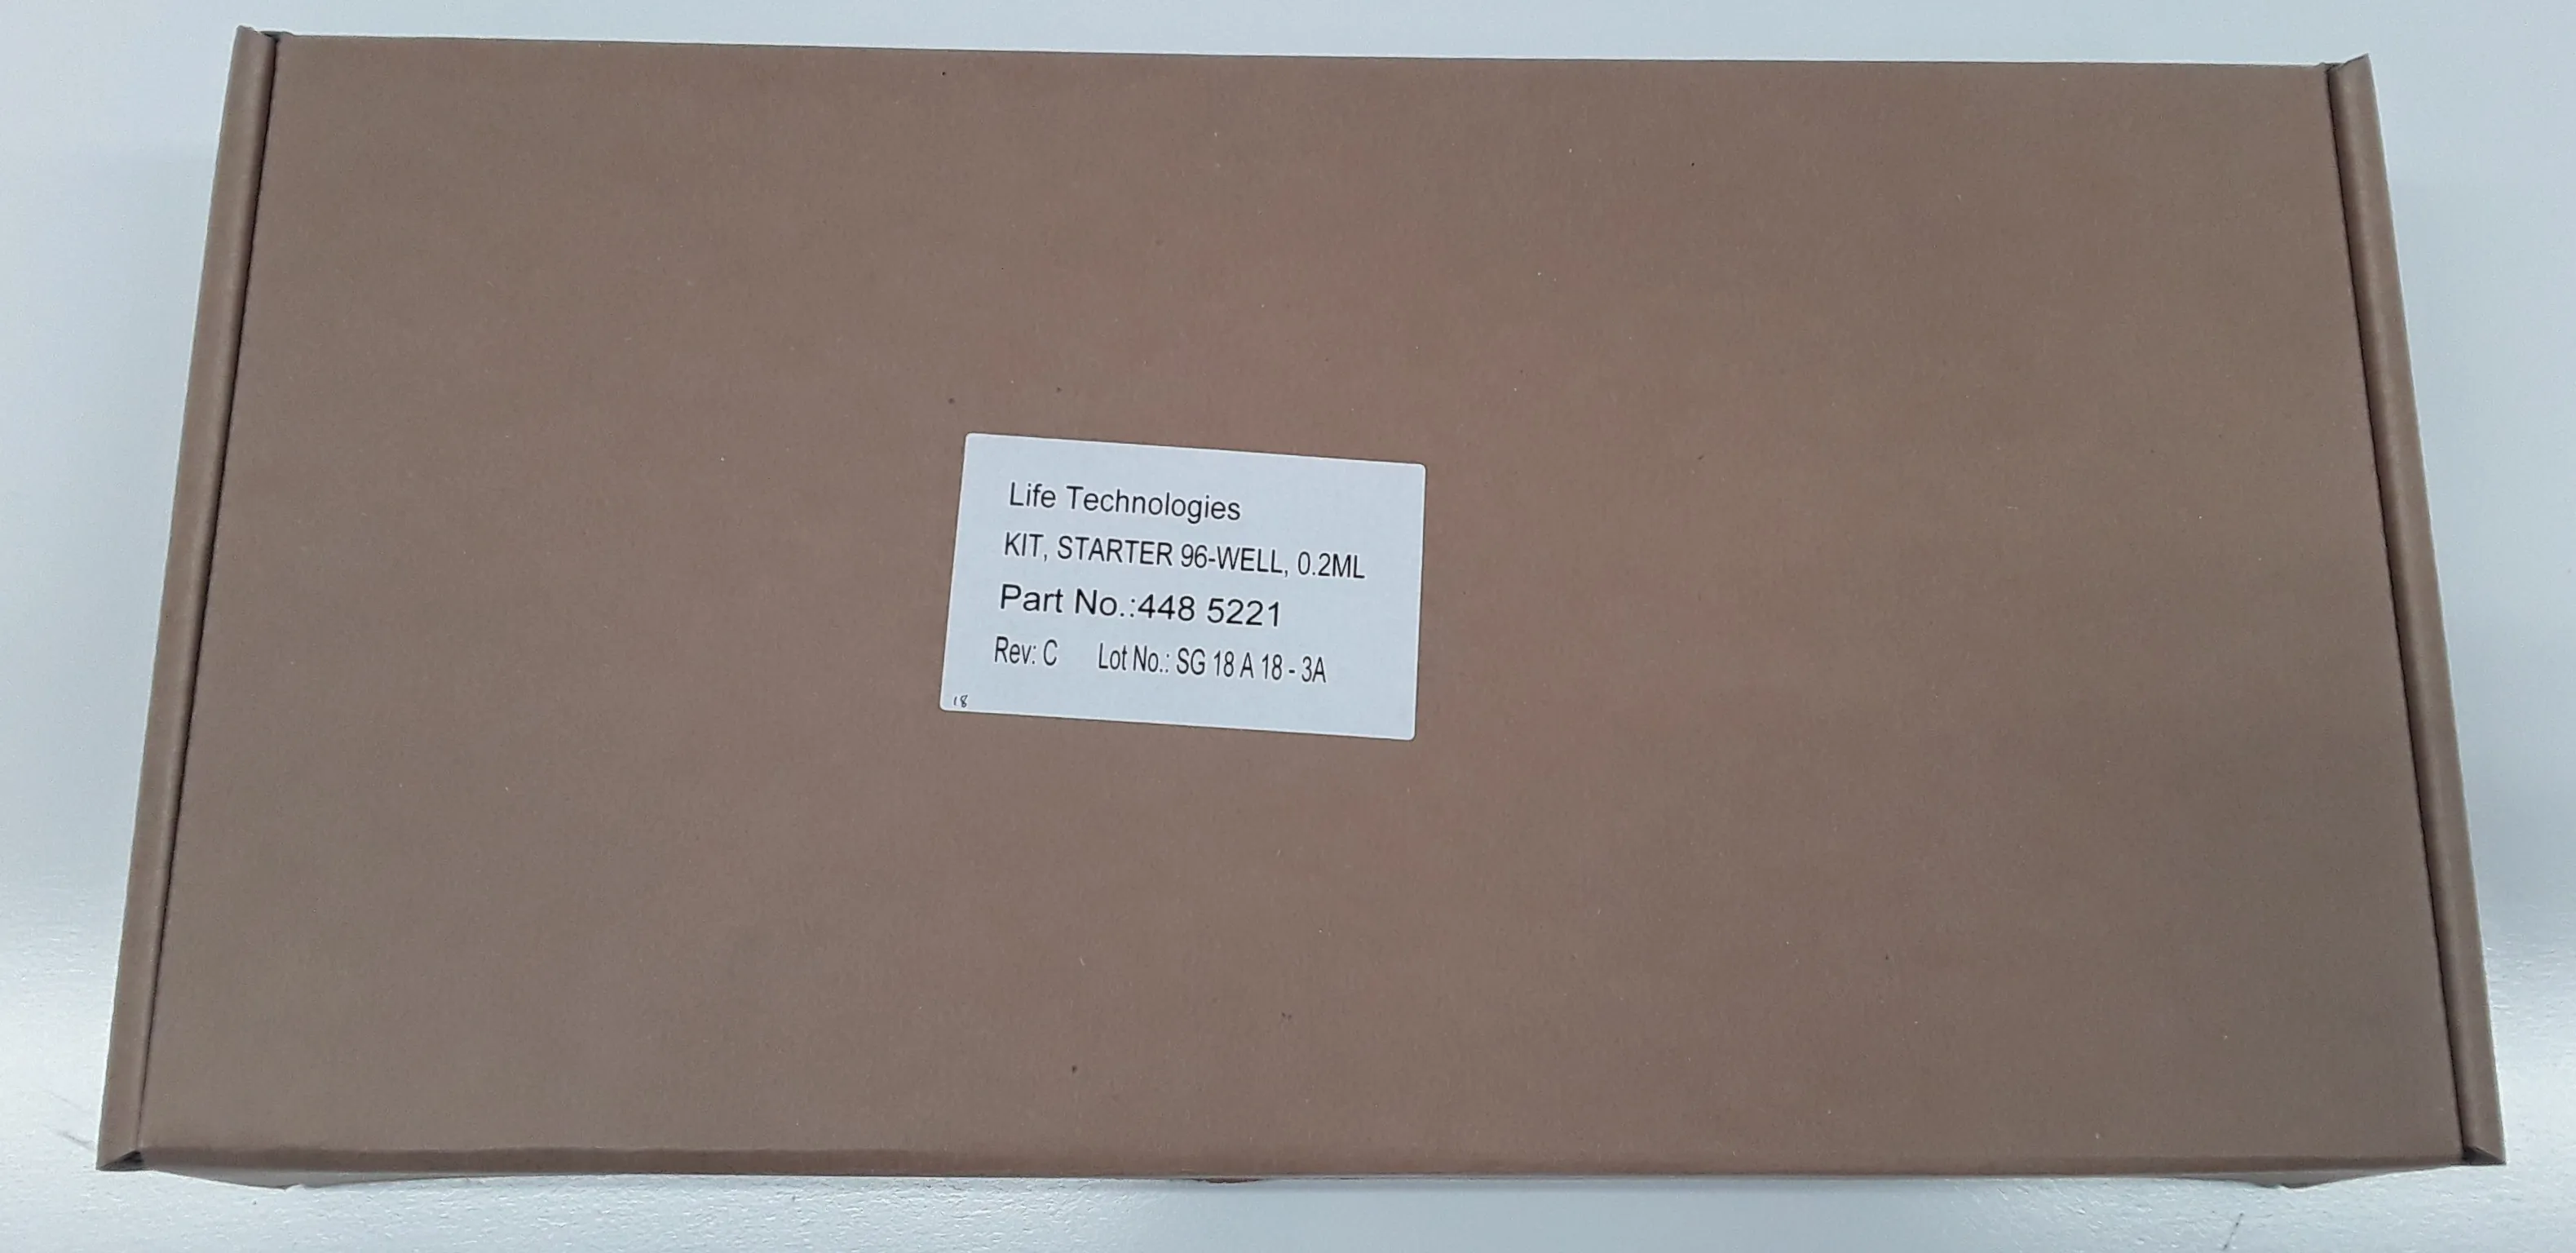 Life Technologies
KIT, STARTER 96-WELL, 0.2ML
Part No.:448 5221
Rev: C Lot No.: SG 18 A 18 - 3A
18